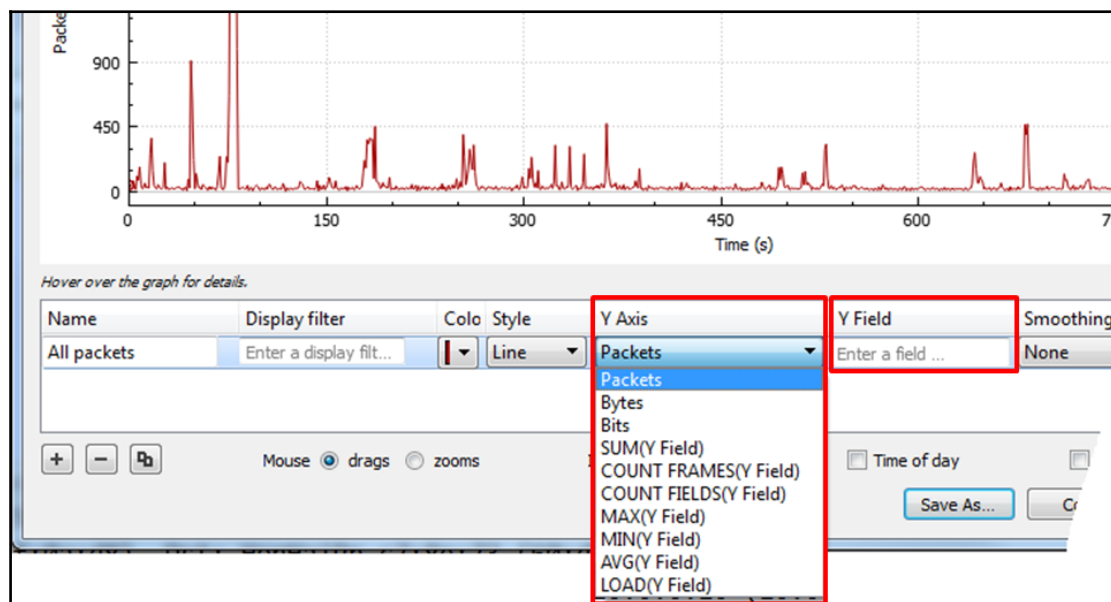 Packe
900
450
0
0 150 300 450 600 7
Time (s)
Hover over the graph for details.
Name Display filter Colo Style Y Axis Y Field Smoothing
All packets Enter a display filt... Line Packets Enter a field ... None
Packets
Bytes
Bits
SUM(Y Field)
COUNT FRAMES(Y Field)
COUNT FIELDS(Y Field)
MAX(Y Field)
MIN(Y Field)
AVG(Y Field)
LOAD(Y Field)
+ − Mouse drags zooms Time of day
Save As... Co